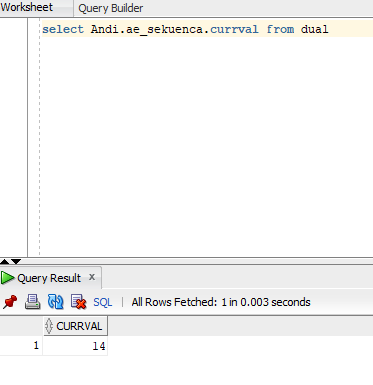 Worksheet Query Builder
select Andi.ae_sekuenca.currval from dual
Query Result x
SQL | All Rows Fetched: 1 in 0.003 seconds
CURRVAL
1 14